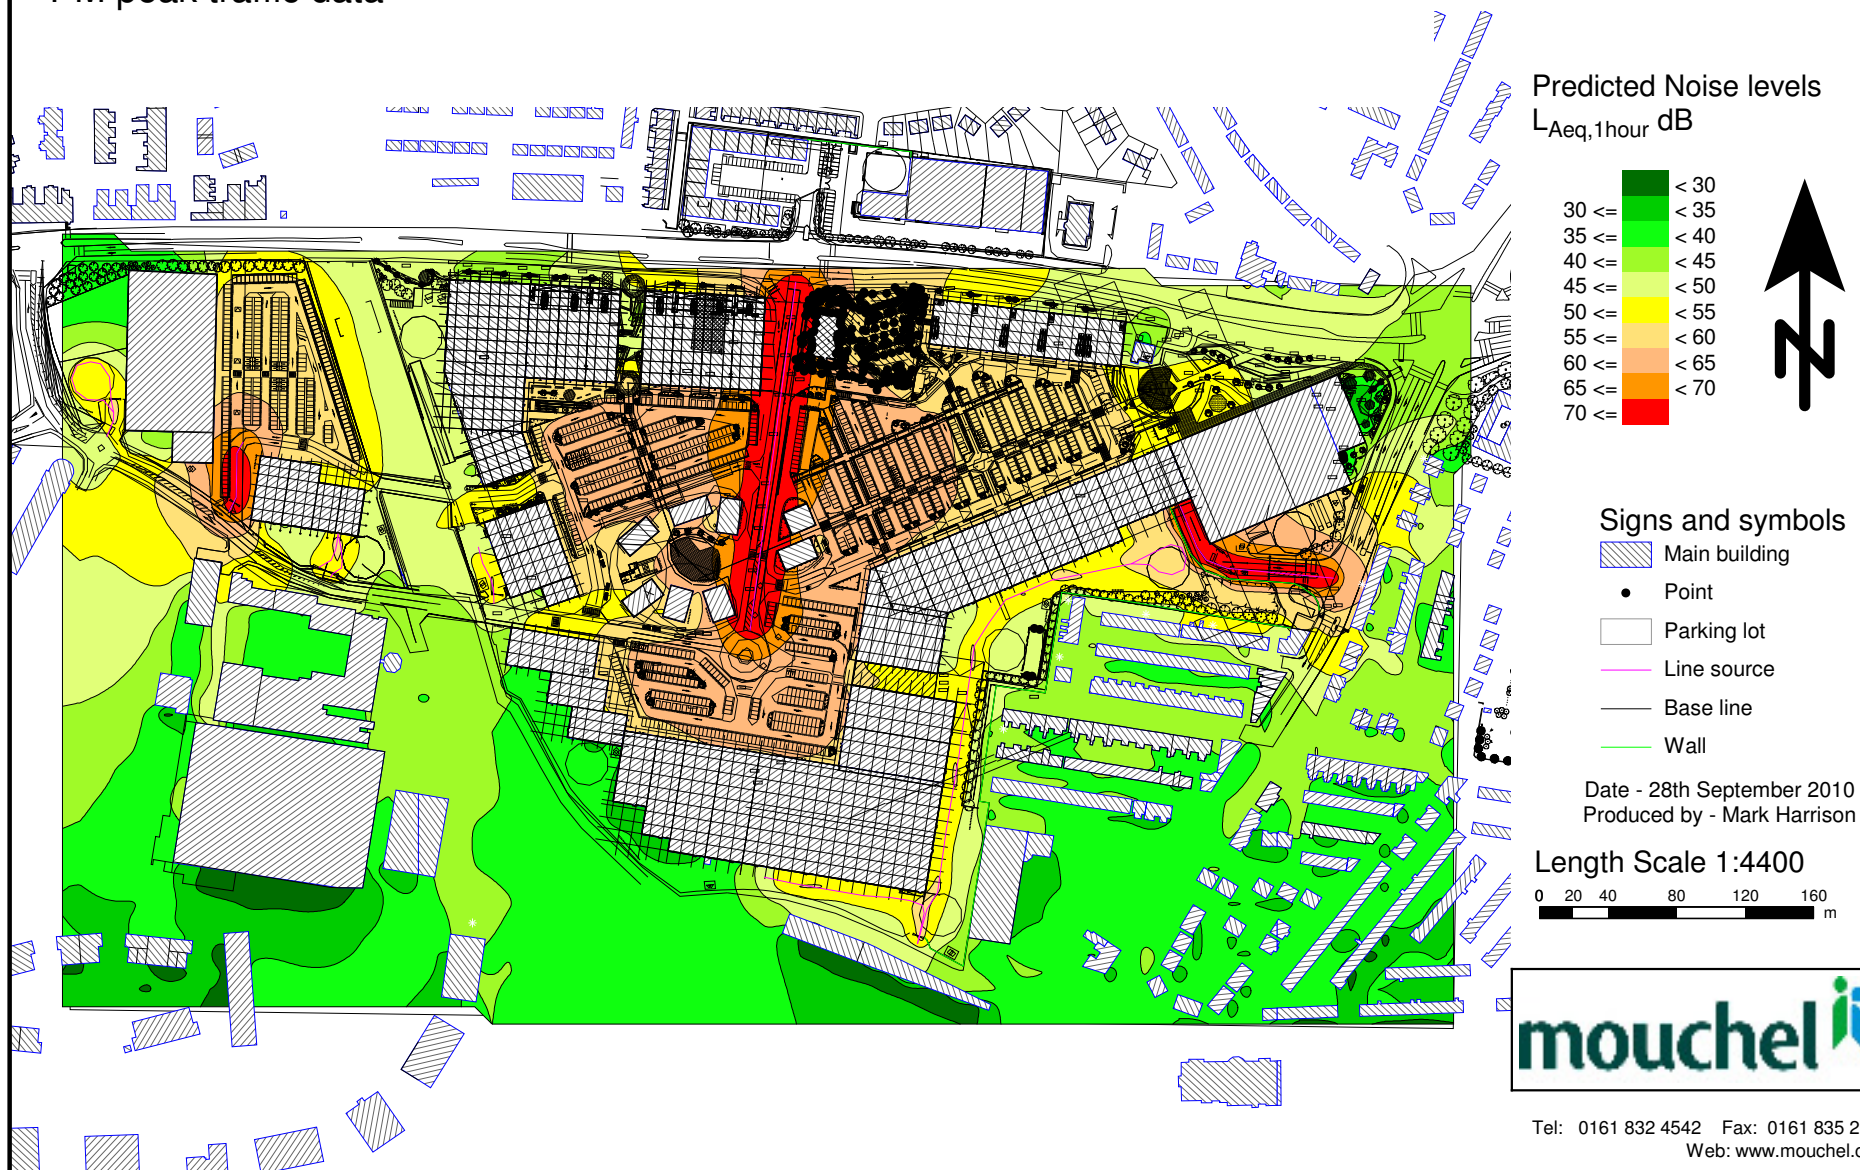 PM peak traffic data
Predicted Noise levels
LAeq,1hour dB
< 30
30 <= < 35
35 <= < 40
40 <= < 45
45 <= < 50
50 <= < 55
55 <= < 60
60 <= < 65
65 <= < 70
70 <=
N
Signs and symbols
Main building
Point
Parking lot
Line source
Base line
Wall
Date - 28th September 2010
Produced by - Mark Harrison
Length Scale 1:4400
0 20 40 80 120 160
m
mouchel
Tel: 0161 832 4542 Fax: 0161 835 2
Web: www.mouchel.c